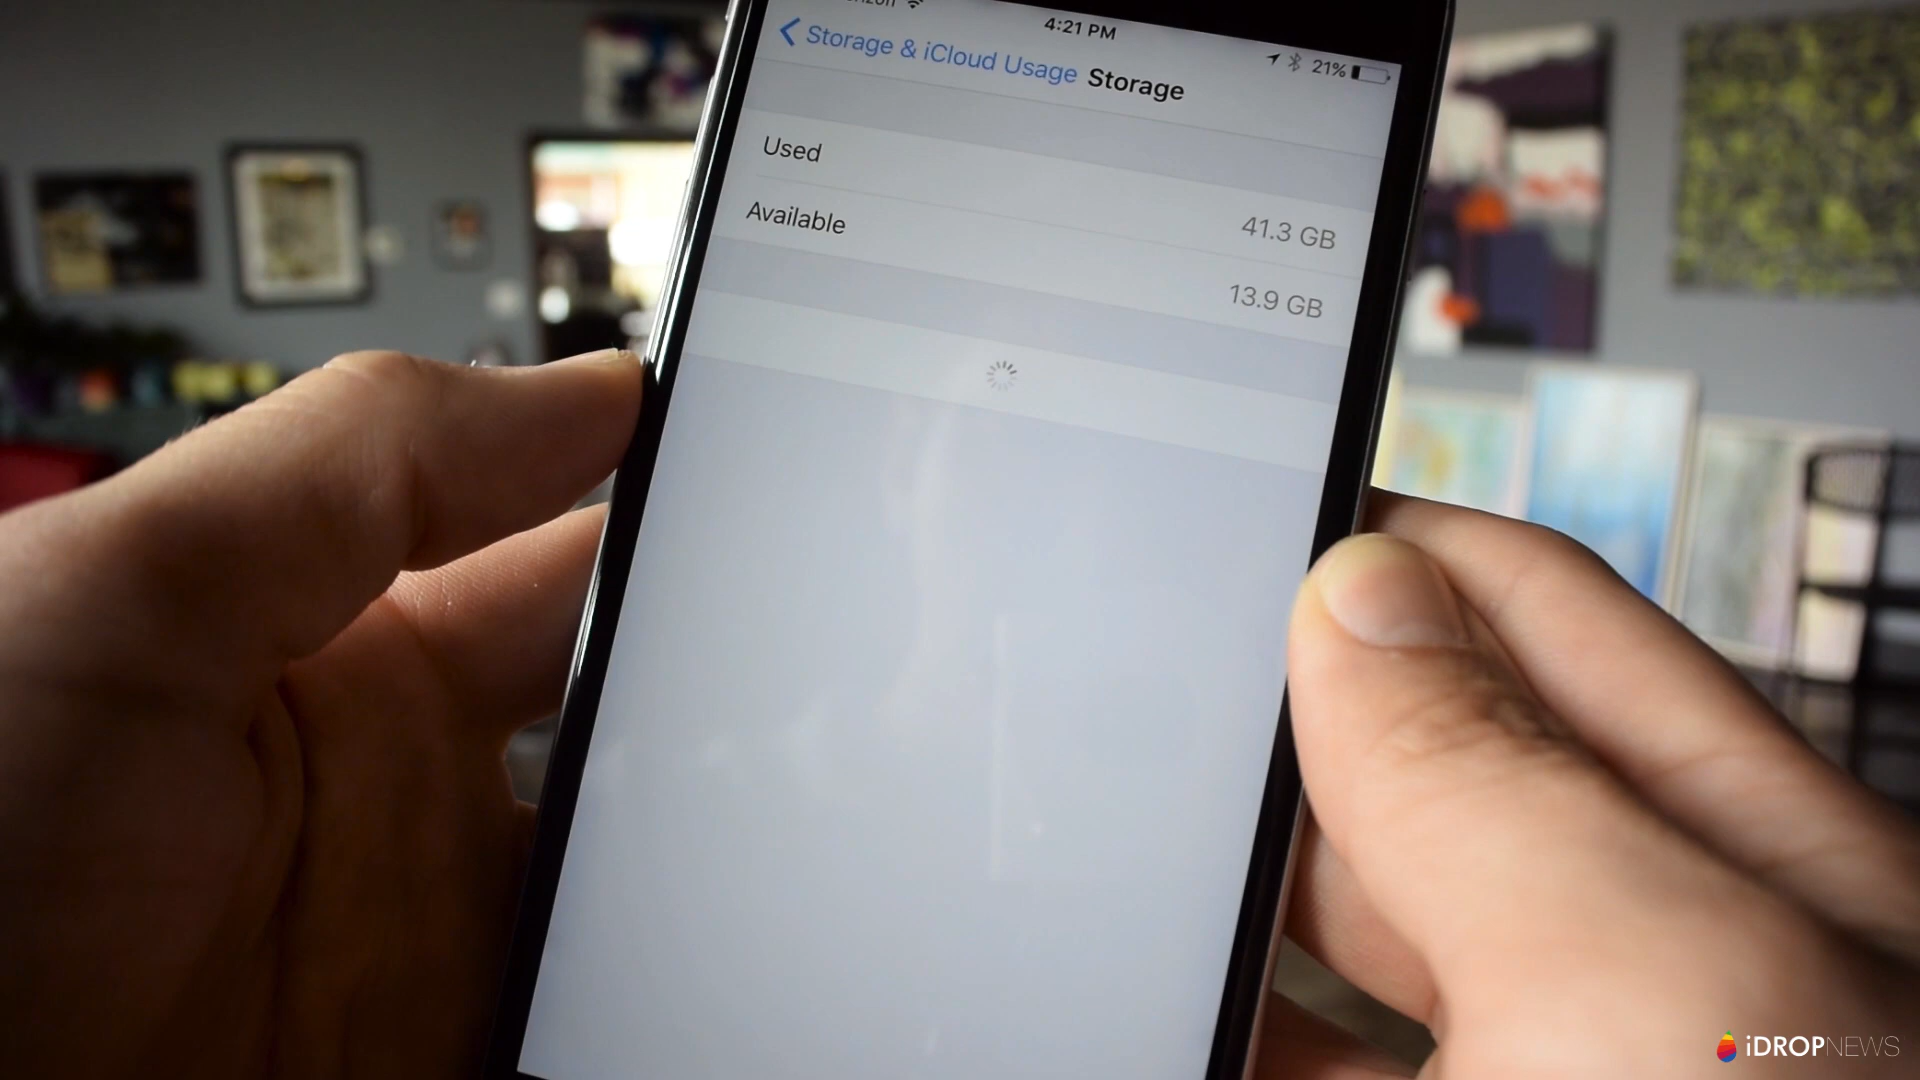 4:21 PM
21%
Storage & iCloud Usage Storage
Used
41.3 GB
Available
13.9 GB
iDROPNEWS